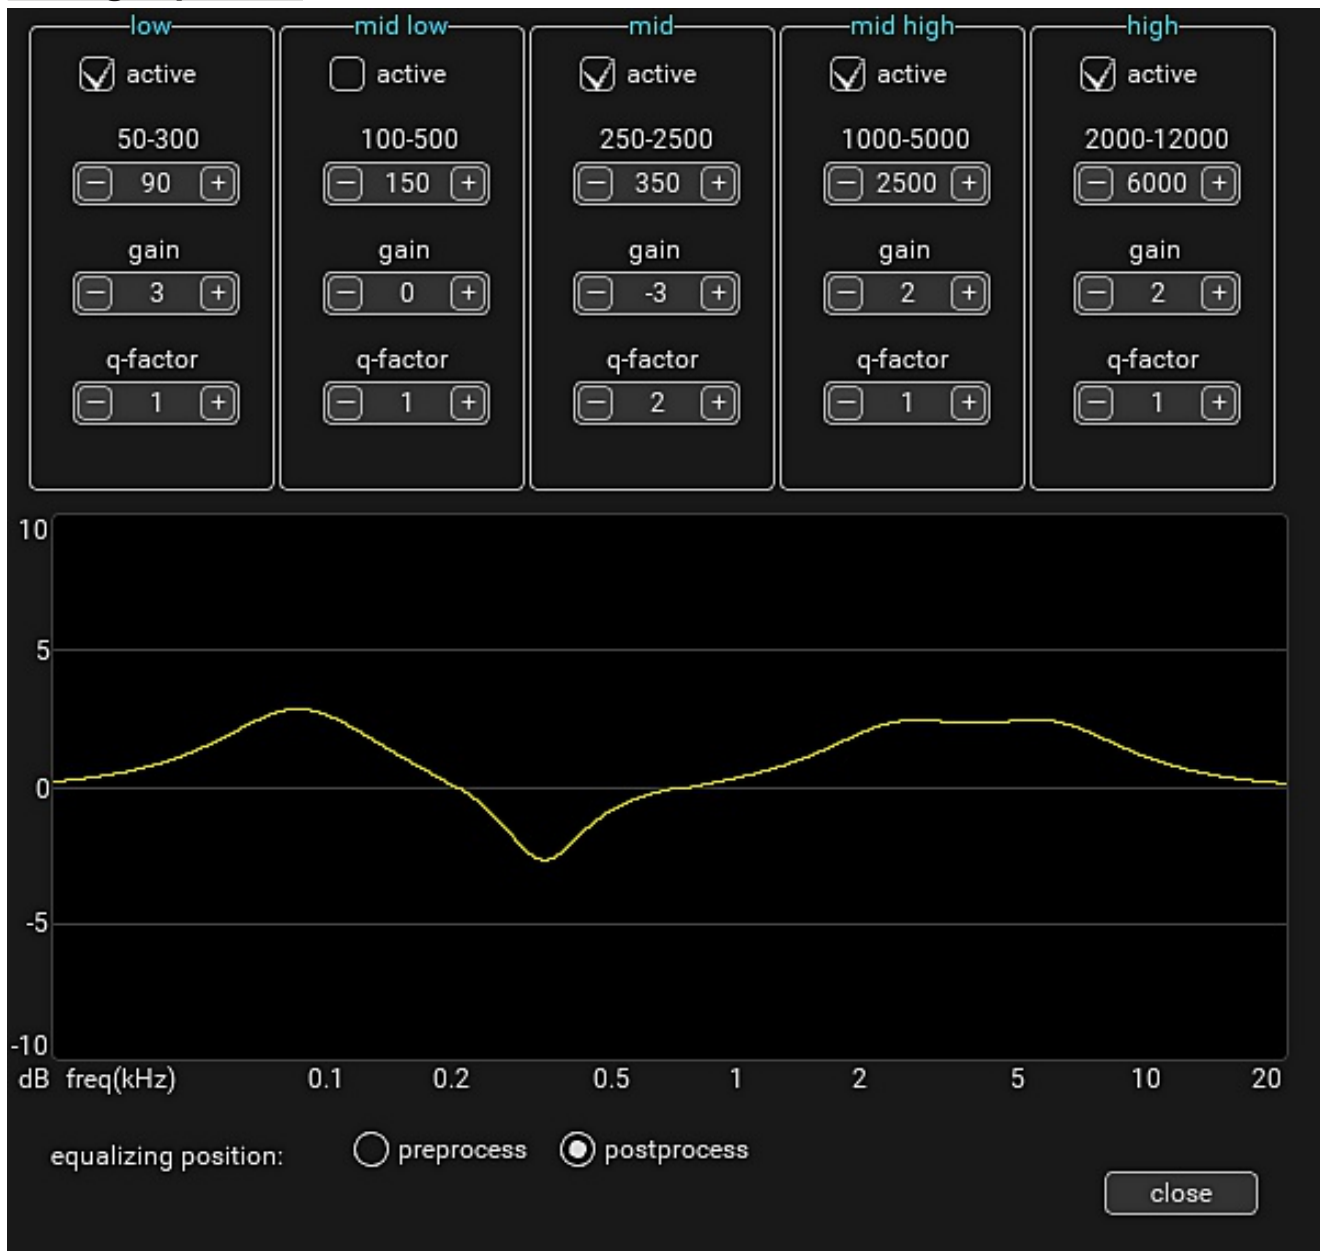 low mid low mid mid high high
active active active active active
50-300 100-500 250-2500 1000-5000 2000-12000
− 90 + − 150 + − 350 + − 2500 + − 6000 +
gain gain gain gain gain
− 3 + − 0 + − -3 + − 2 + − 2 +
q-factor q-factor q-factor q-factor q-factor
− 1 + − 1 + − 2 + − 1 + − 1 +
10
5
0
-5
-10
dB freq(kHz) 0.1 0.2 0.5 1 2 5 10 20
equalizing position: preprocess postprocess
close